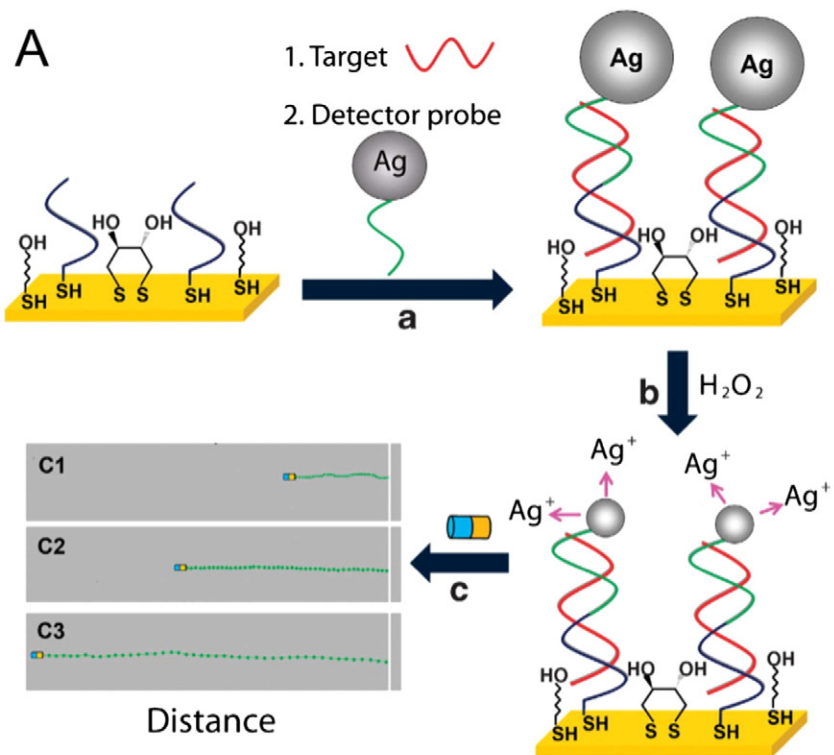 A
1. Target
2. Detector probe
Ag
Ag
Ag
HO OH
OH OH
SH SH S S SH SH
a
HO HO OH OH
SH SH S S SH SH
b
H₂O₂
Ag⁺ Ag⁺
Ag⁺ Ag⁺
C1
C2
C3
c
HO HO OH OH
SH SH S S SH SH
Distance